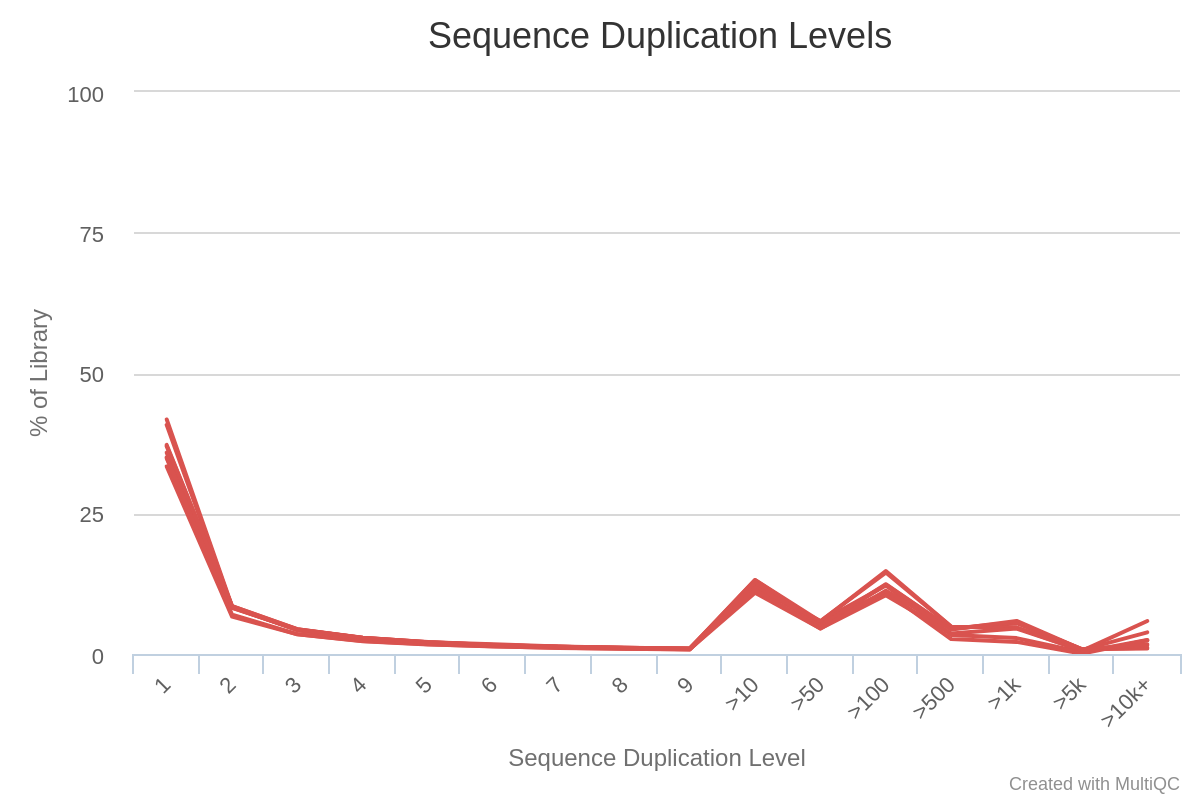 Sequence Duplication Levels
100
75
50
25
0
% of Library
1
2
3
4
5
6
7
8
9
>10
>50
>100
>500
>1k
>5k
>10k+
Sequence Duplication Level
Created with MultiQC